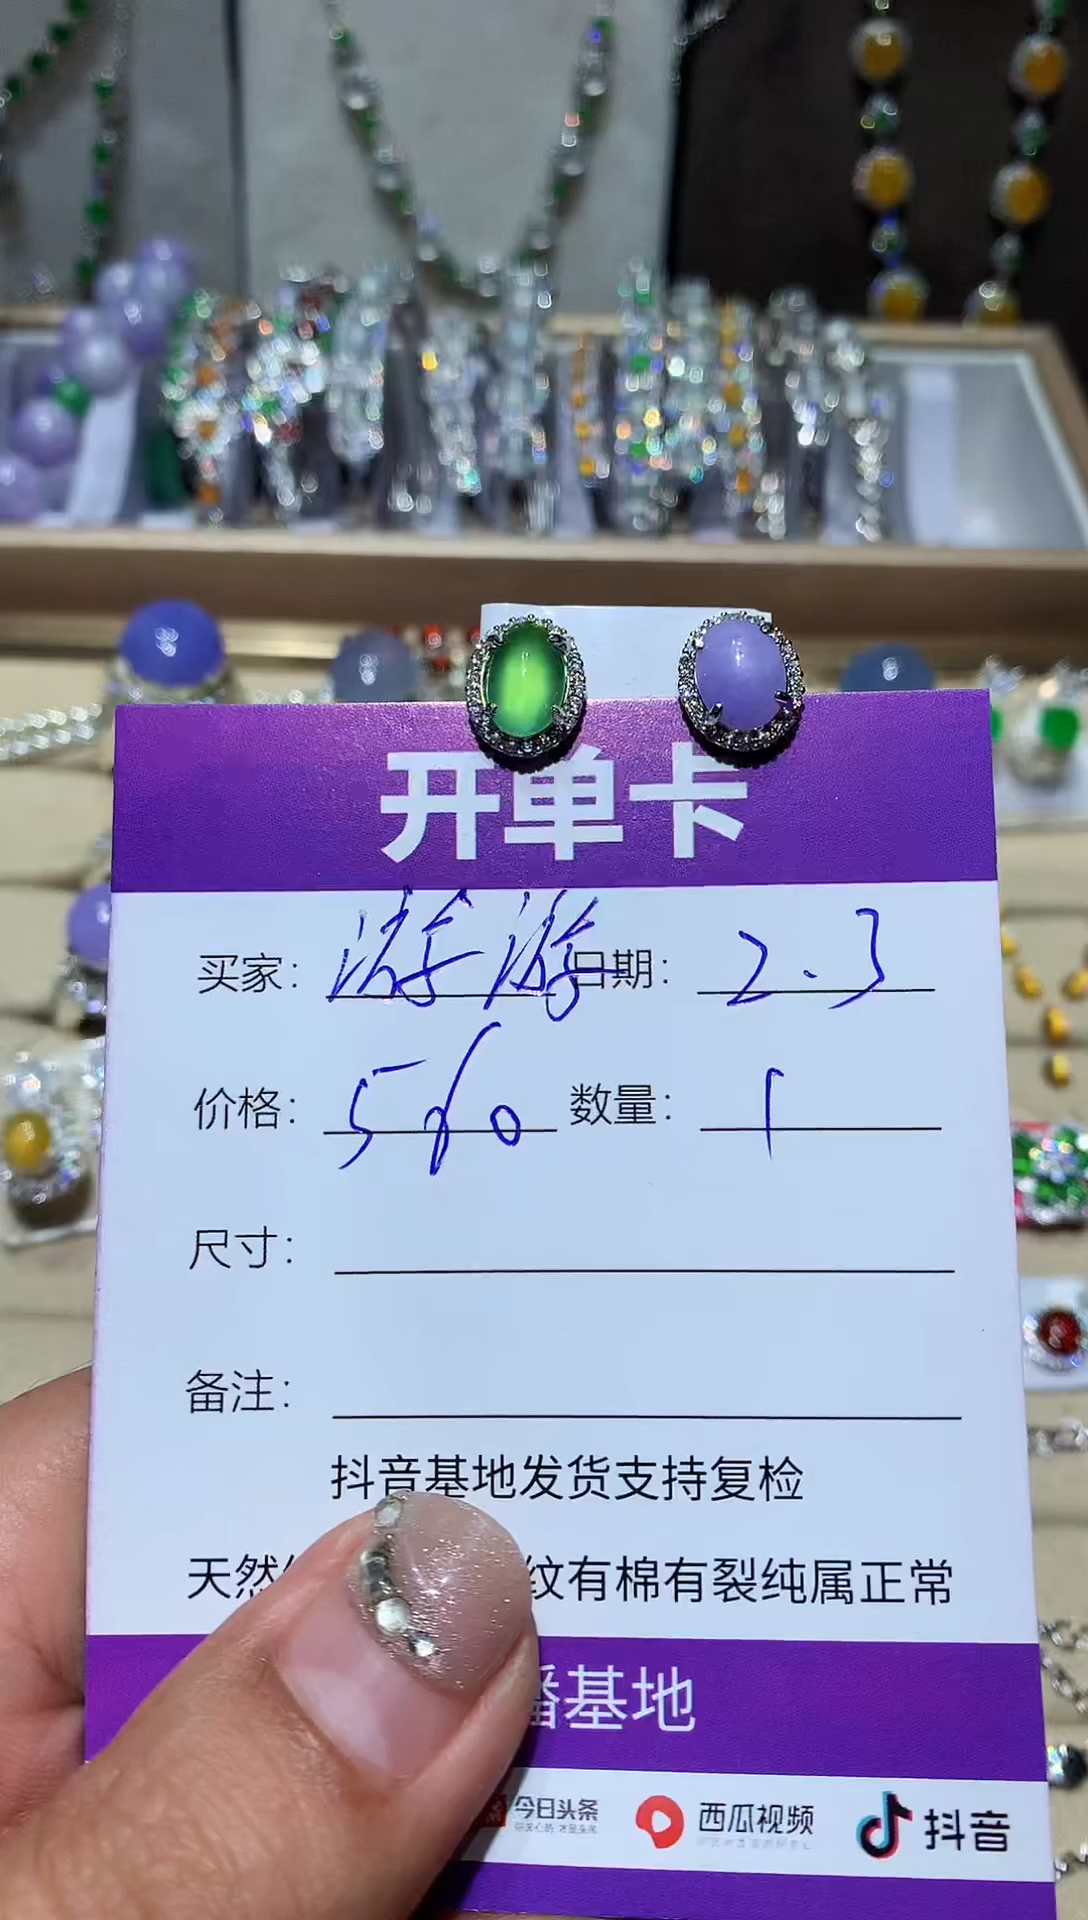 开单卡
买家：游游 日期：2.3
价格：560 数量：1
尺寸：
备注：
抖音基地发货支持复检
天然 纹有棉有裂纯属正常
播基地
今日头条 西瓜视频 抖音